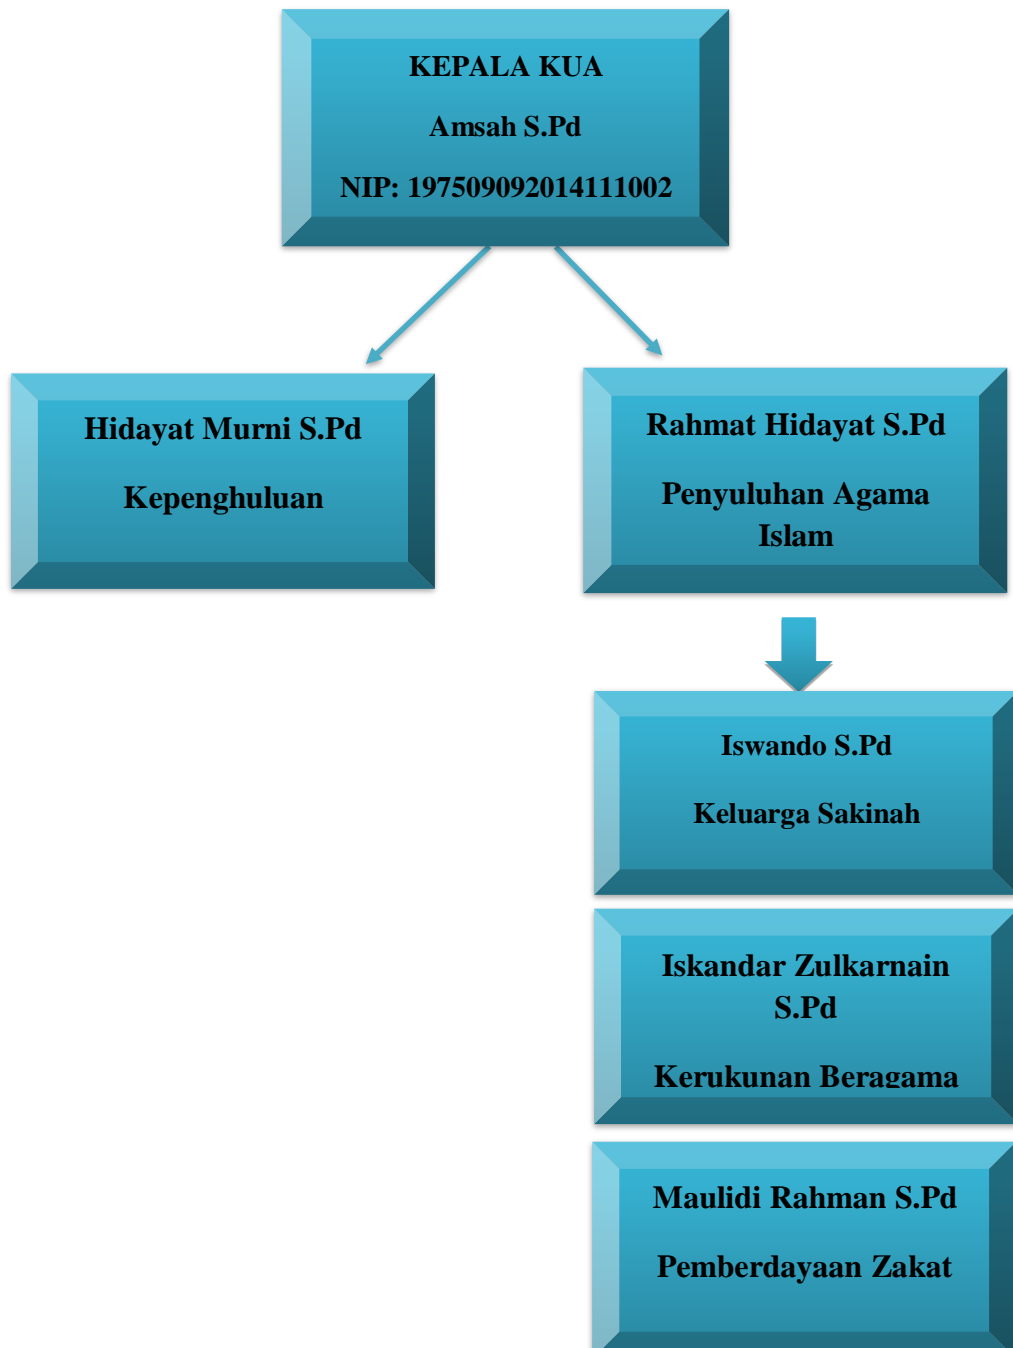 KEPALA KUA
Amsah S.Pd
NIP: 197509092014111002
Hidayat Murni S.Pd
Kepenghuluan
Rahmat Hidayat S.Pd
Penyuluhan Agama
Islam
Iswando S.Pd
Keluarga Sakinah
Iskandar Zulkarnain
S.Pd
Kerukunan Beragama
Maulidi Rahman S.Pd
Pemberdayaan Zakat